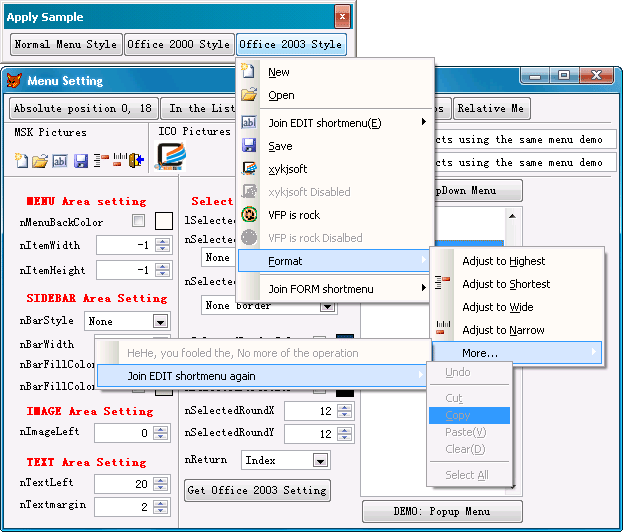 Apply Sample
Normal Menu Style
Office 2000 Style
Office 2003 Style
Menu Setting
Absolute position 0, 18
In the List
Relative Me
MSK Pictures
ICO Pictures
cts using the same menu demo
cts using the same menu demo
pDown Menu
MENU Area setting
nMenuBackColor
nItemWidth -1
nItemHeight -1
SIDEBAR Area Setting
nBarStyle None
nBarWidth
nBarFillColo
nBarFillColo
IMAGE Area Setting
nImageLeft 0
TEXT Area Setting
nTextLeft 20
nTextmargin 2
Selec
lSelec
nSelec
None
None border
nSelectedRoundX 12
nSelectedRoundY 12
nReturn Index
Get Office 2003 Setting
DEMO: Popup Menu
New
Open
Join EDIT shortmenu(E)
Save
xykjsoft
xykjsoft Disabled
VFP is rock
VFP is rock Disalbed
Format
Join FORM shortmenu
Adjust to Highest
Adjust to Shortest
Adjust to Wide
Adjust to Narrow
More...
HeHe, you fooled the, No more of the operation
Join EDIT shortmenu again
Undo
Cut
Copy
Paste(V)
Clear(D)
Select All